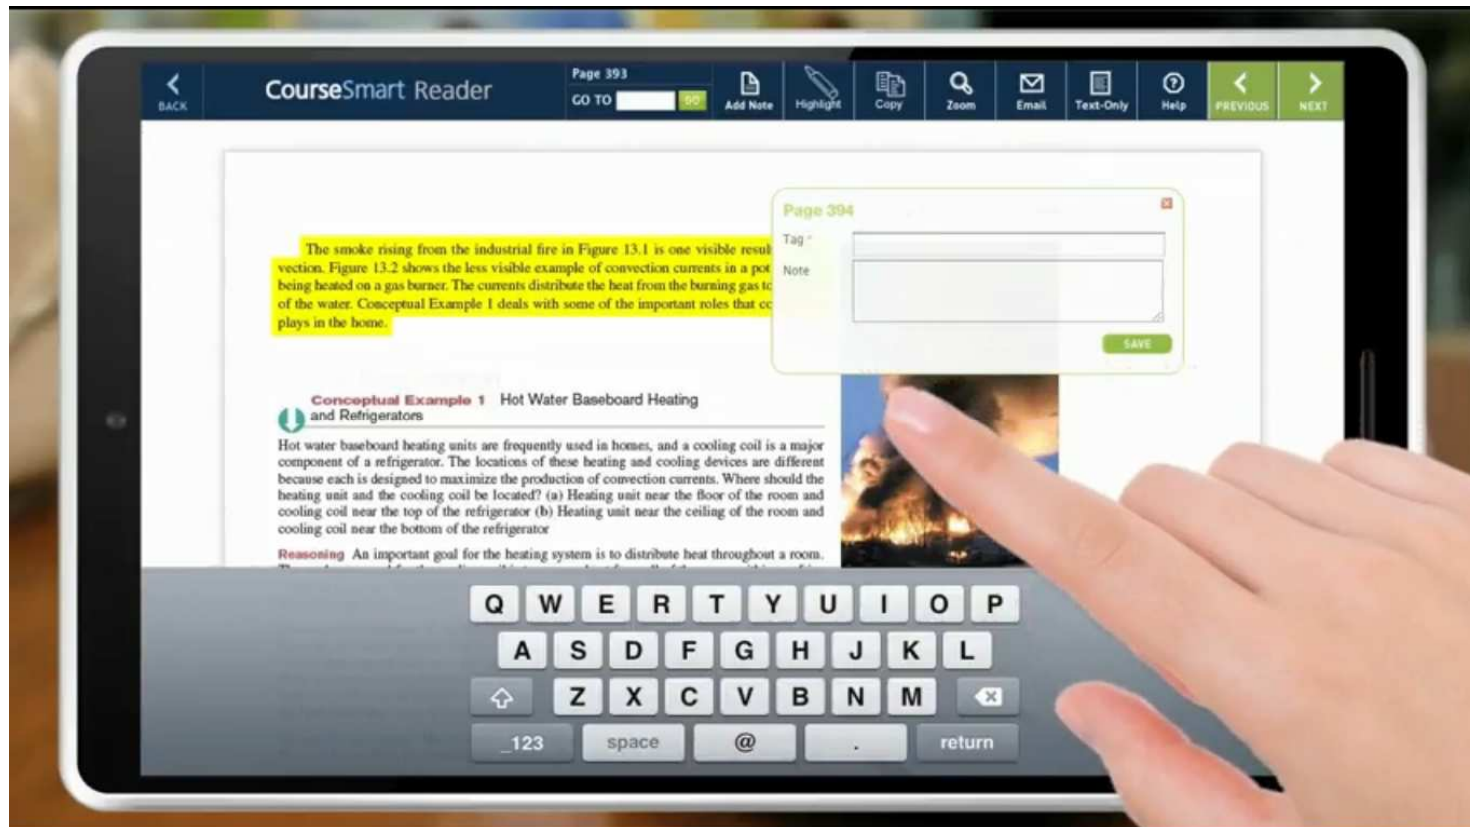 BACK
CourseSmart Reader
Page 393
GO TO
GO
Add Note
Highlight
Copy
Zoom
Email
Text-Only
Help
PREVIOUS
NEXT
Page 394
Tag *
Note
SAVE
The smoke rising from the industrial fire in Figure 13.1 is one visible resul
vection. Figure 13.2 shows the less visible example of convection currents in a pot
being heated on a gas burner. The currents distribute the heat from the burning gas to
of the water. Conceptual Example 1 deals with some of the important roles that co
plays in the home.
Conceptual Example 1 Hot Water Baseboard Heating
and Refrigerators
Hot water baseboard heating units are frequently used in homes, and a cooling coil is a major
component of a refrigerator. The locations of these heating and cooling devices are different
because each is designed to maximize the production of convection currents. Where should the
heating unit and the cooling coil be located? (a) Heating unit near the floor of the room and
cooling coil near the top of the refrigerator (b) Heating unit near the ceiling of the room and
cooling coil near the bottom of the refrigerator
Reasoning An important goal for the heating system is to distribute heat throughout a room.
Q W E R T Y U I O P
A S D F G H J K L
Z X C V B N M
_123 space @ . return